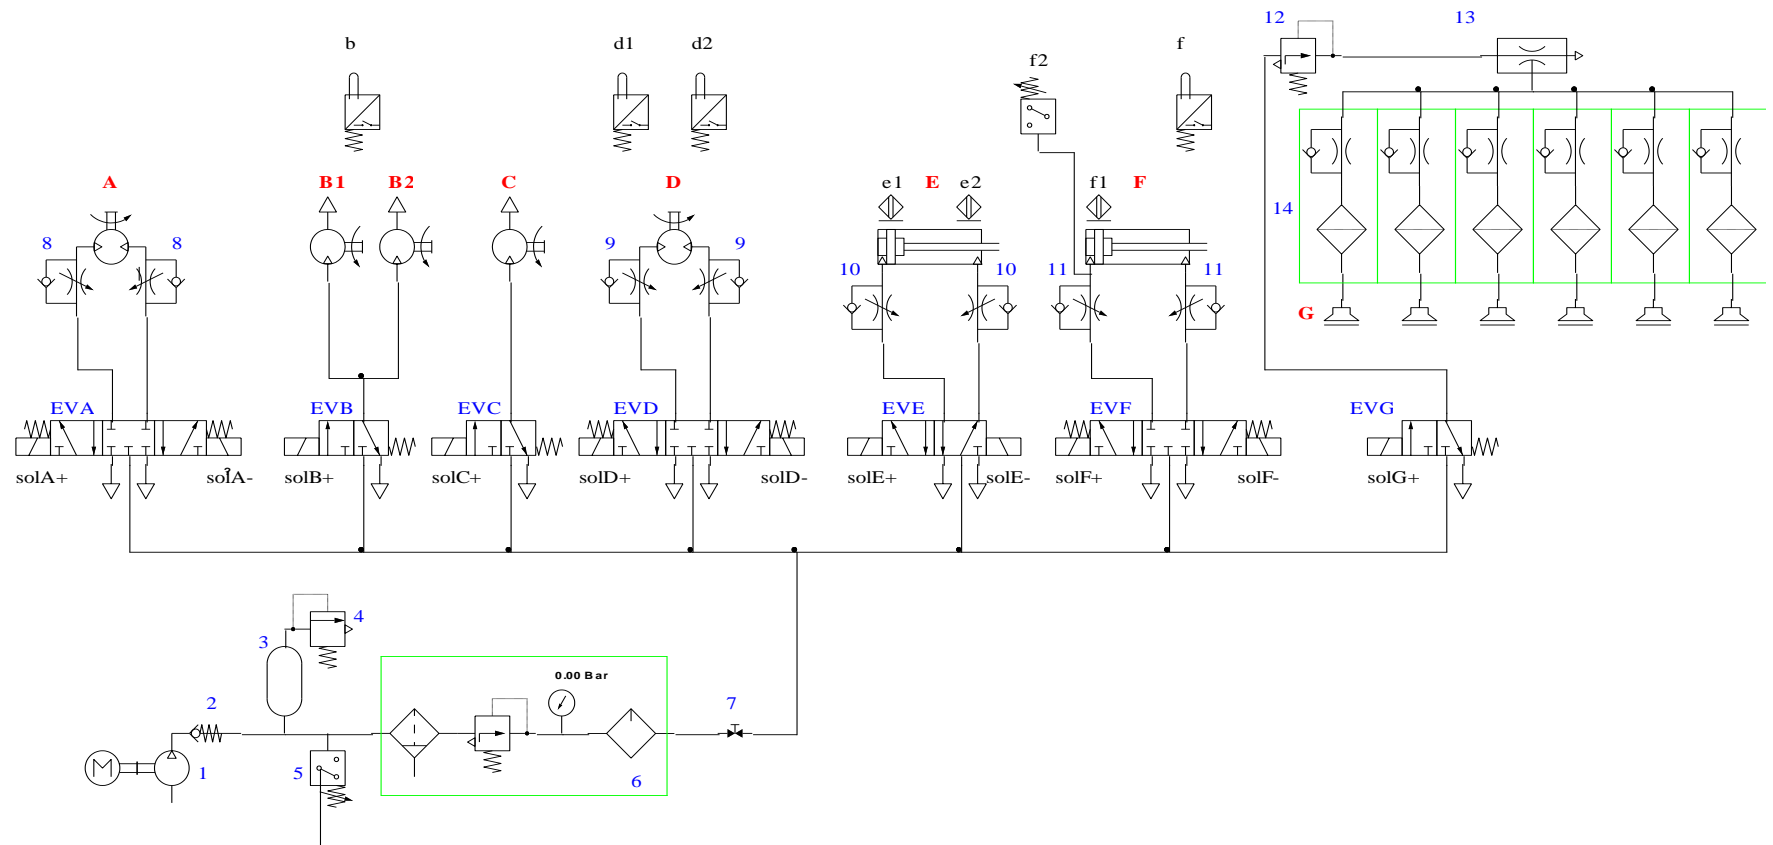 12 13
b d1 d2 f2 f
A B1 B2 C D e1 E e2 f1 F
14
8 8 9 9 10 10 11 11
G
EVA EVB EVC EVD EVE EVF EVG
solA+ solA- solB+ solC+ solD+ solD- solE+ solE- solF+ solF- solG+
3 4
0.00 Bar
2 7
M 1 5 6